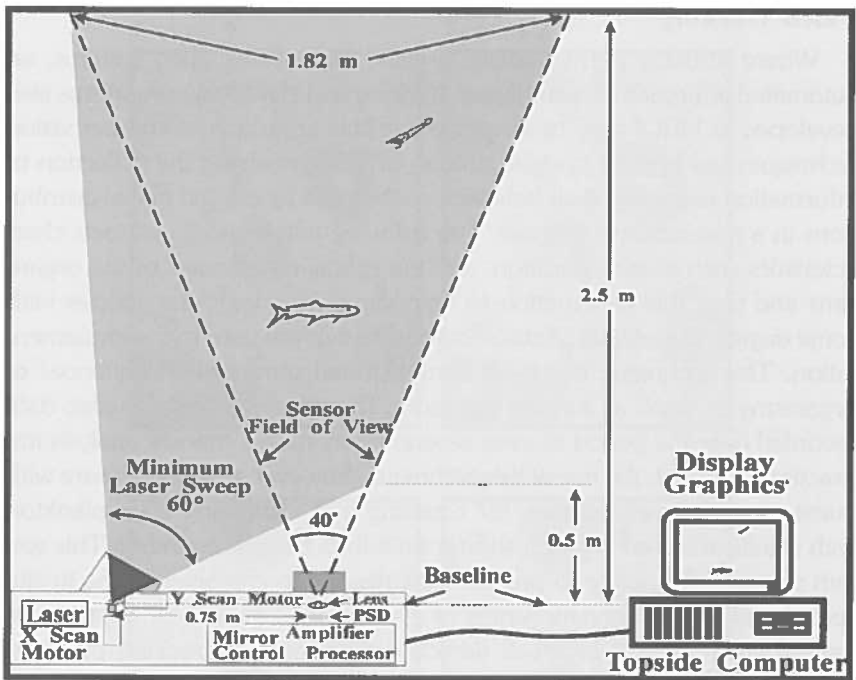 1.82 m
2.5 m
Sensor
Field of View
Minimum
Laser Sweep
60°
40°
Display
Graphics
0.5 m
Baseline
Y Scan Motor
Lens
0.75 m
PSD
Laser
X Scan
Motor
Amplifier
Mirror
Control
Processor
Topside Computer